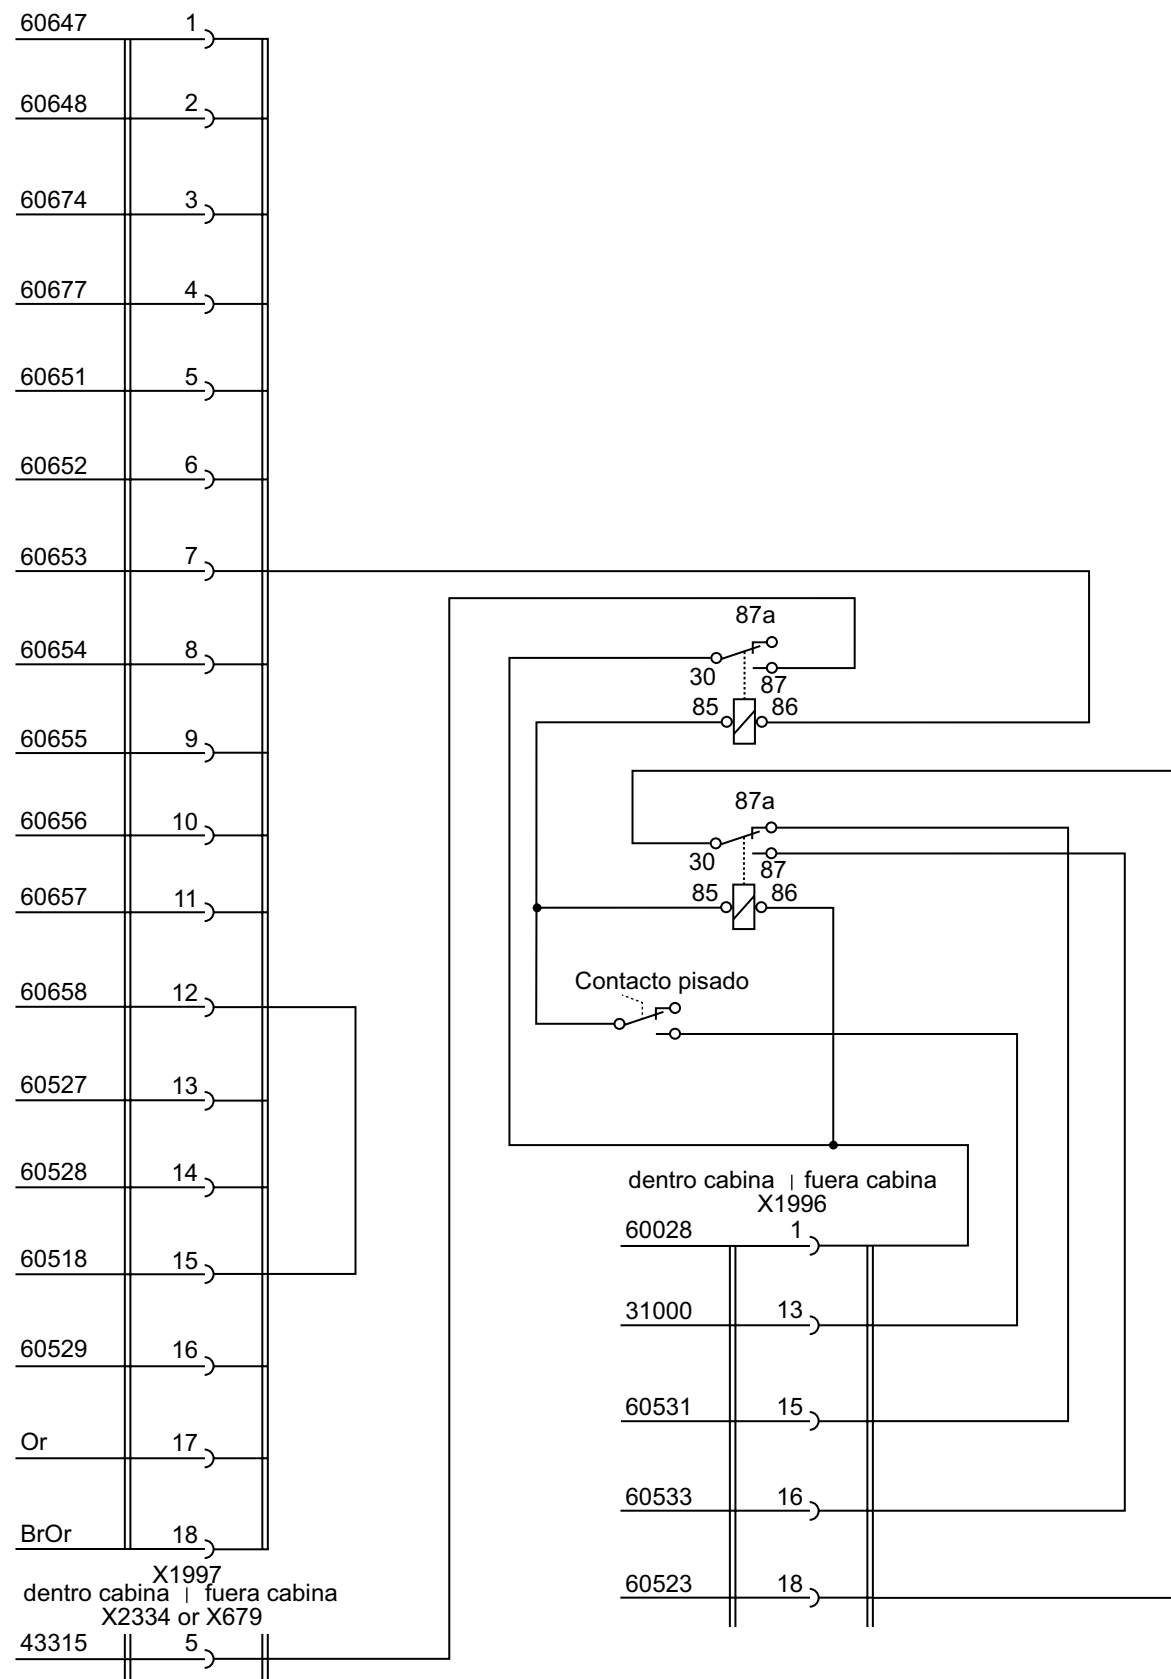 60647 1
60648 2
60674 3
60677 4
60651 5
60652 6
60653 7
60654 8
60655 9
60656 10
60657 11
60658 12
60527 13
60528 14
60518 15
60529 16
Or 17
BrOr 18
X1997
dentro cabina | fuera cabina
X2334 or X679
43315 5
87a
30
87
85 86
87a
30
87
85 86
Contacto pisado
dentro cabina | fuera cabina
X1996
60028 1
31000 13
60531 15
60533 16
60523 18